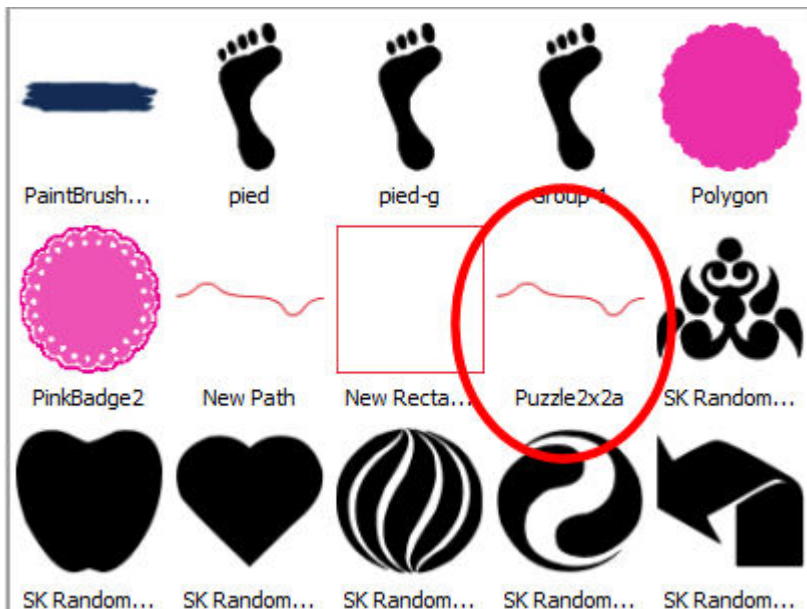 PaintBrush...
pied
pied-g
Group-1
Polygon
PinkBadge2
New Path
New Recta...
Puzzle2x2a
SK Random...
SK Random...
SK Random...
SK Random...
SK Random...
SK Random...